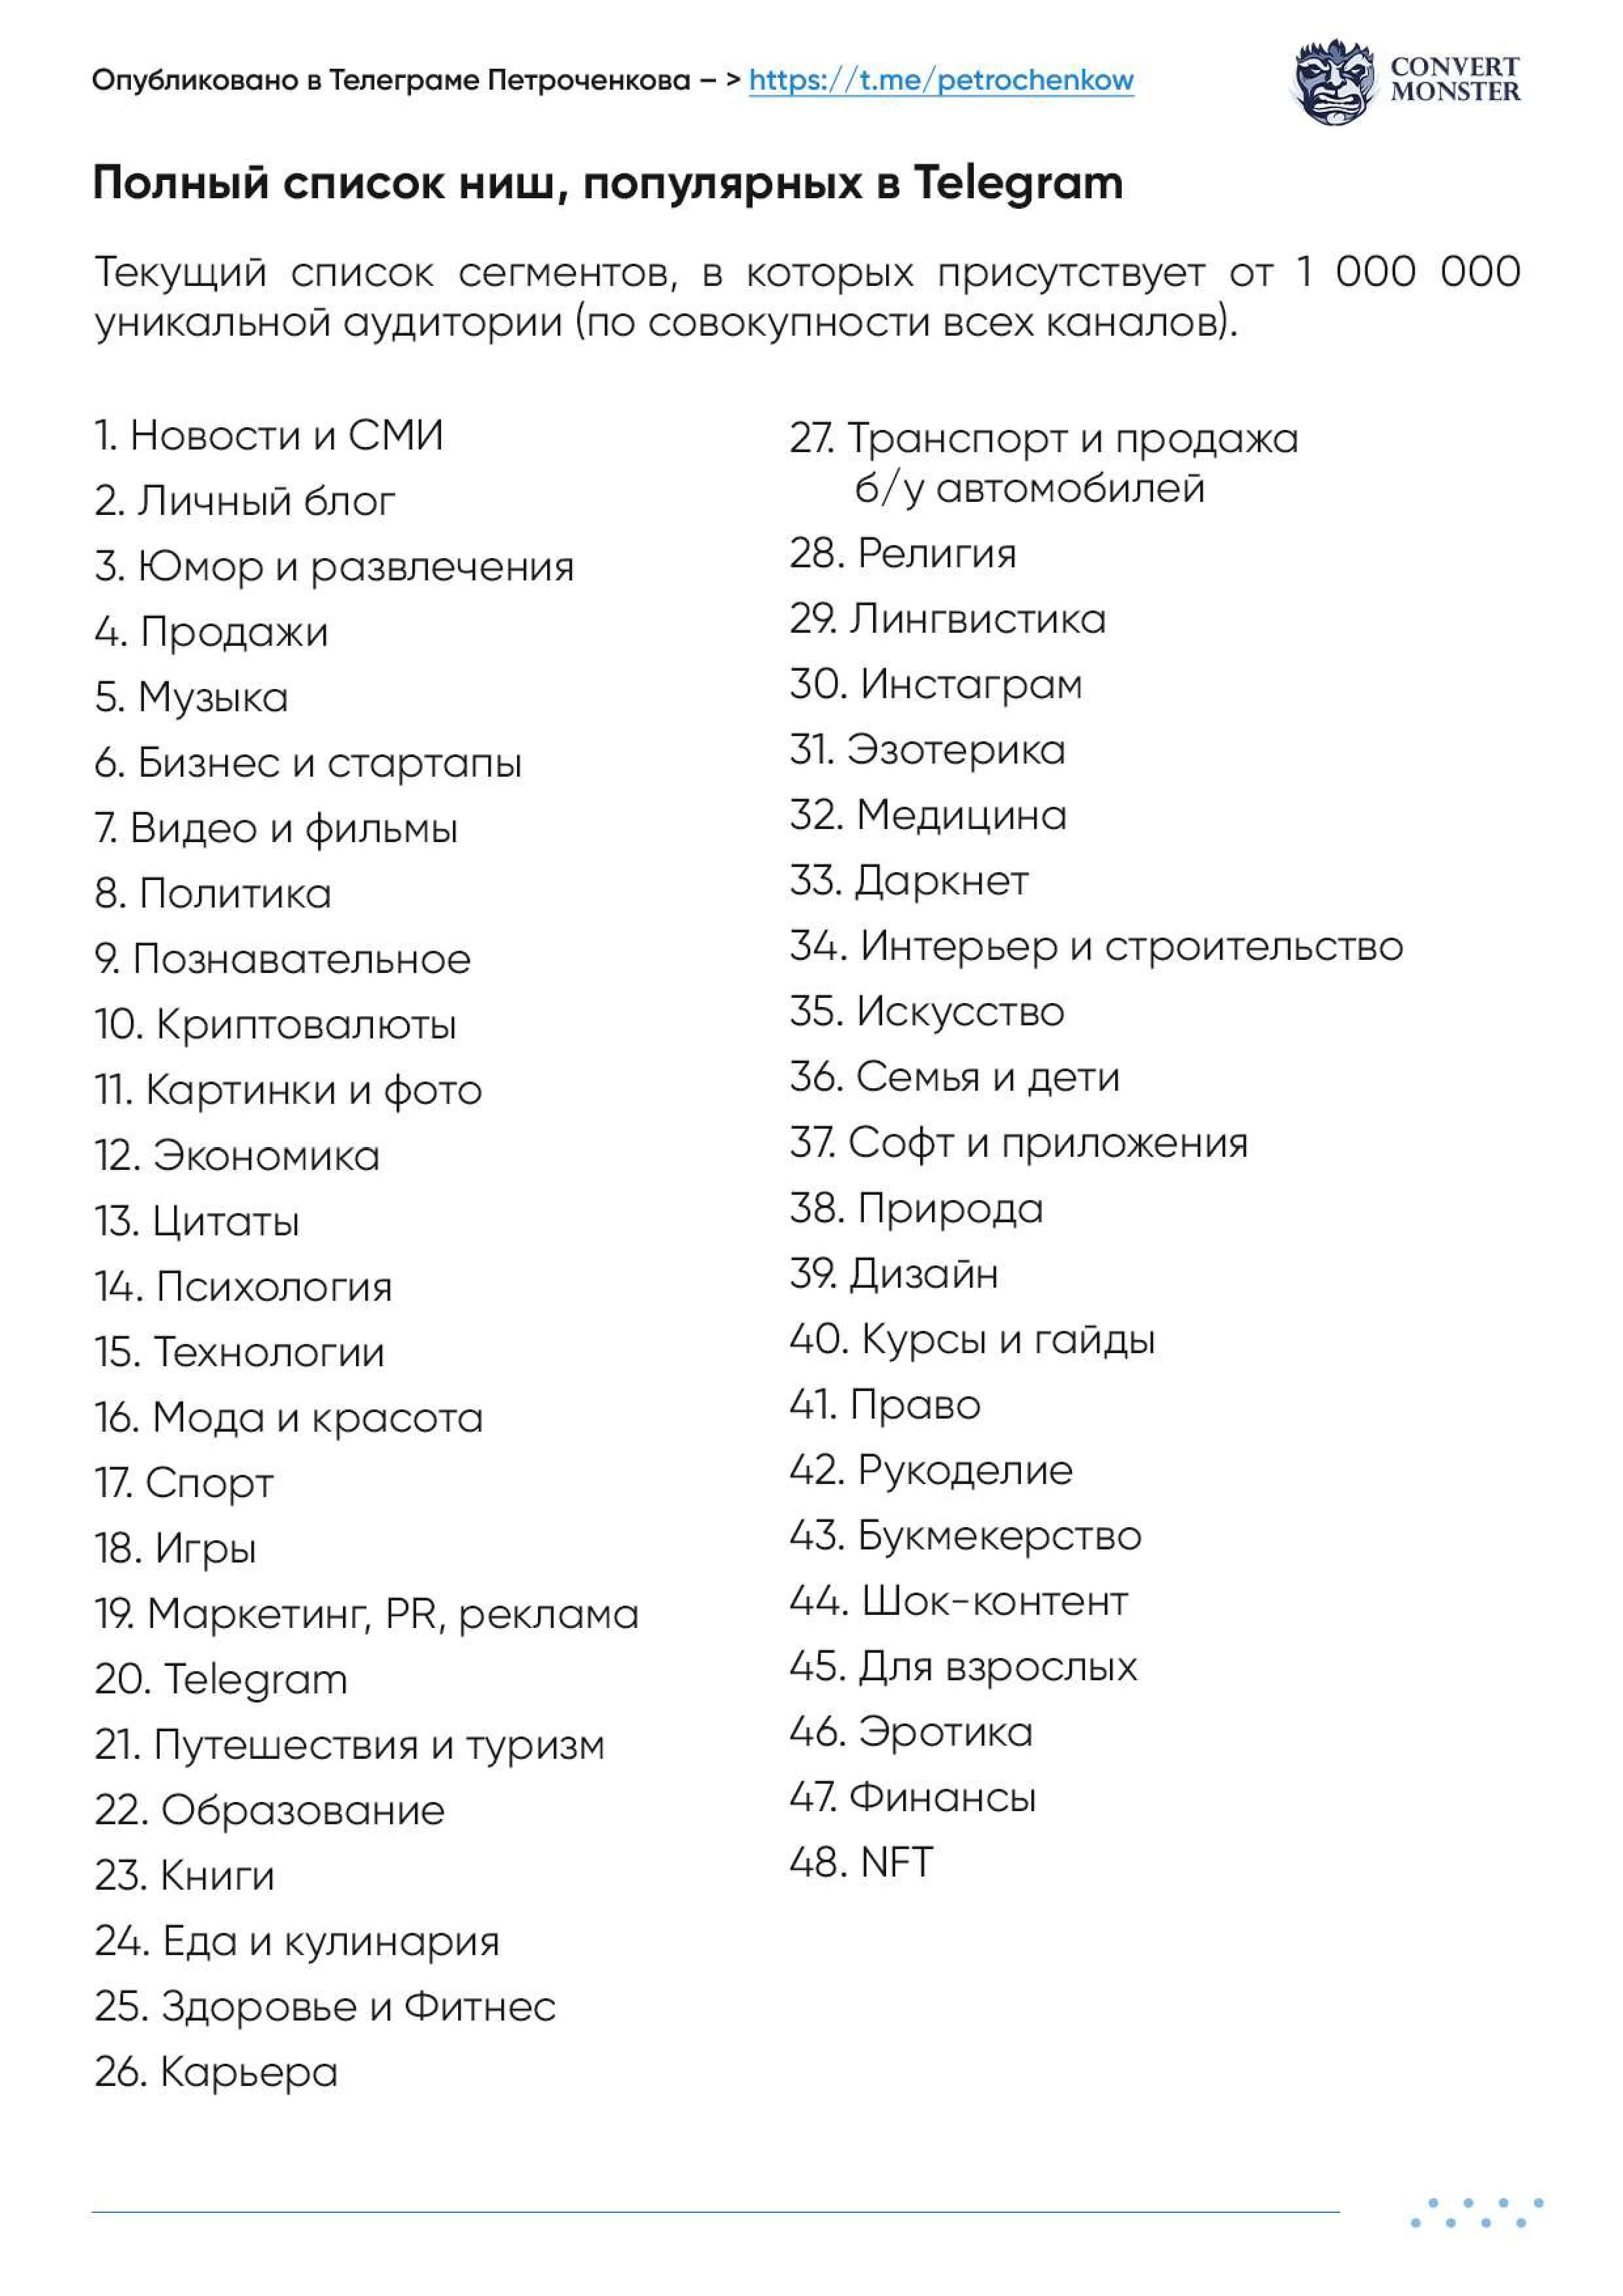 Опубликовано в Телеграме Петроченкова – > https://t.me/petrochenkow
CONVERT
MONSTER
Полный список ниш, популярных в Telegram
Текущий список сегментов, в которых присутствует от 1 000 000
уникальной аудитории (по совокупности всех каналов).
1. Новости и СМИ
2. Личный блог
3. Юмор и развлечения
4. Продажи
5. Музыка
6. Бизнес и стартапы
7. Видео и фильмы
8. Политика
9. Познавательное
10. Криптовалюты
11. Картинки и фото
12. Экономика
13. Цитаты
14. Психология
15. Технологии
16. Мода и красота
17. Спорт
18. Игры
19. Маркетинг, PR, реклама
20. Telegram
21. Путешествия и туризм
22. Образование
23. Книги
24. Еда и кулинария
25. Здоровье и Фитнес
26. Карьера
27. Транспорт и продажа
б/у автомобилей
28. Религия
29. Лингвистика
30. Инстаграм
31. Эзотерика
32. Медицина
33. Даркнет
34. Интерьер и строительство
35. Искусство
36. Семья и дети
37. Софт и приложения
38. Природа
39. Дизайн
40. Курсы и гайды
41. Право
42. Рукоделие
43. Букмекерство
44. Шок-контент
45. Для взрослых
46. Эротика
47. Финансы
48. NFT